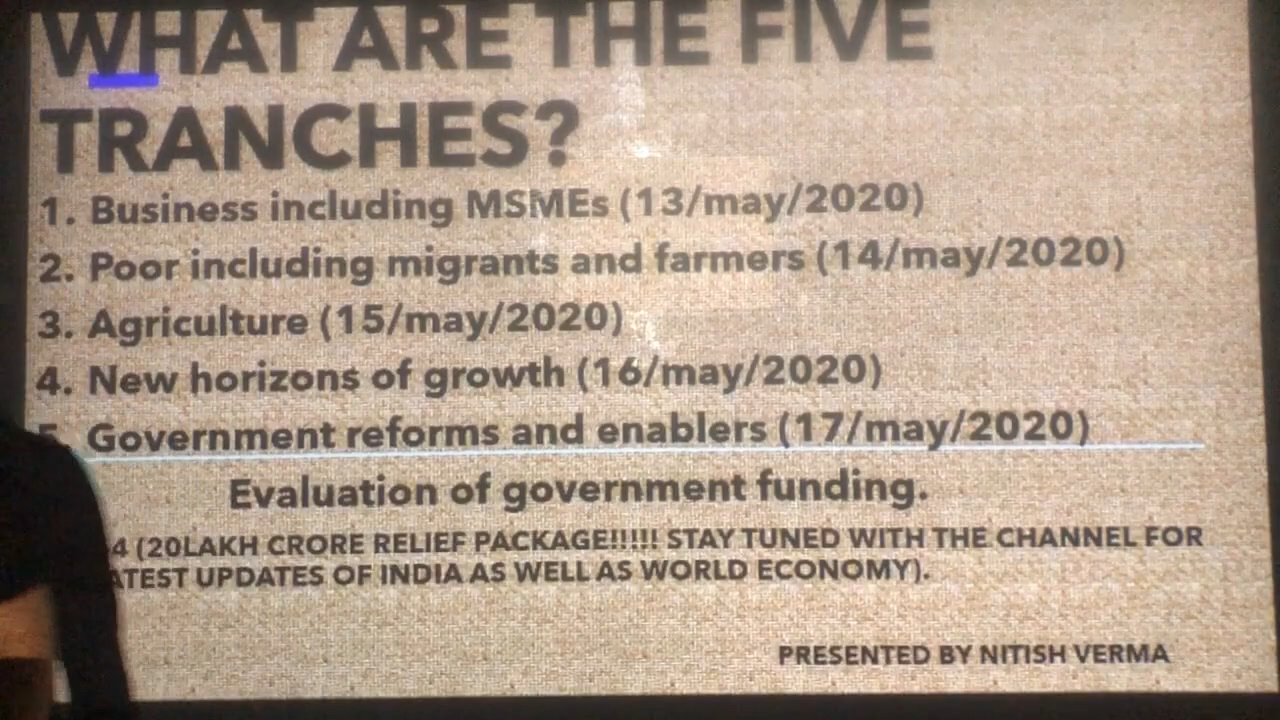 WHAT ARE THE FIVE
TRANCHES?
1. Business including MSMEs (13/may/2020)
2. Poor including migrants and farmers (14/may/2020)
3. Agriculture (15/may/2020)
4. New horizons of growth (16/may/2020)
5. Government reforms and enablers (17/may/2020)
Evaluation of government funding.
4 (20LAKH CRORE RELIEF PACKAGE!!!!! STAY TUNED WITH THE CHANNEL FOR
UPDATES OF INDIA AS WELL AS WORLD ECONOMY).
PRESENTED BY NITISH VERMA